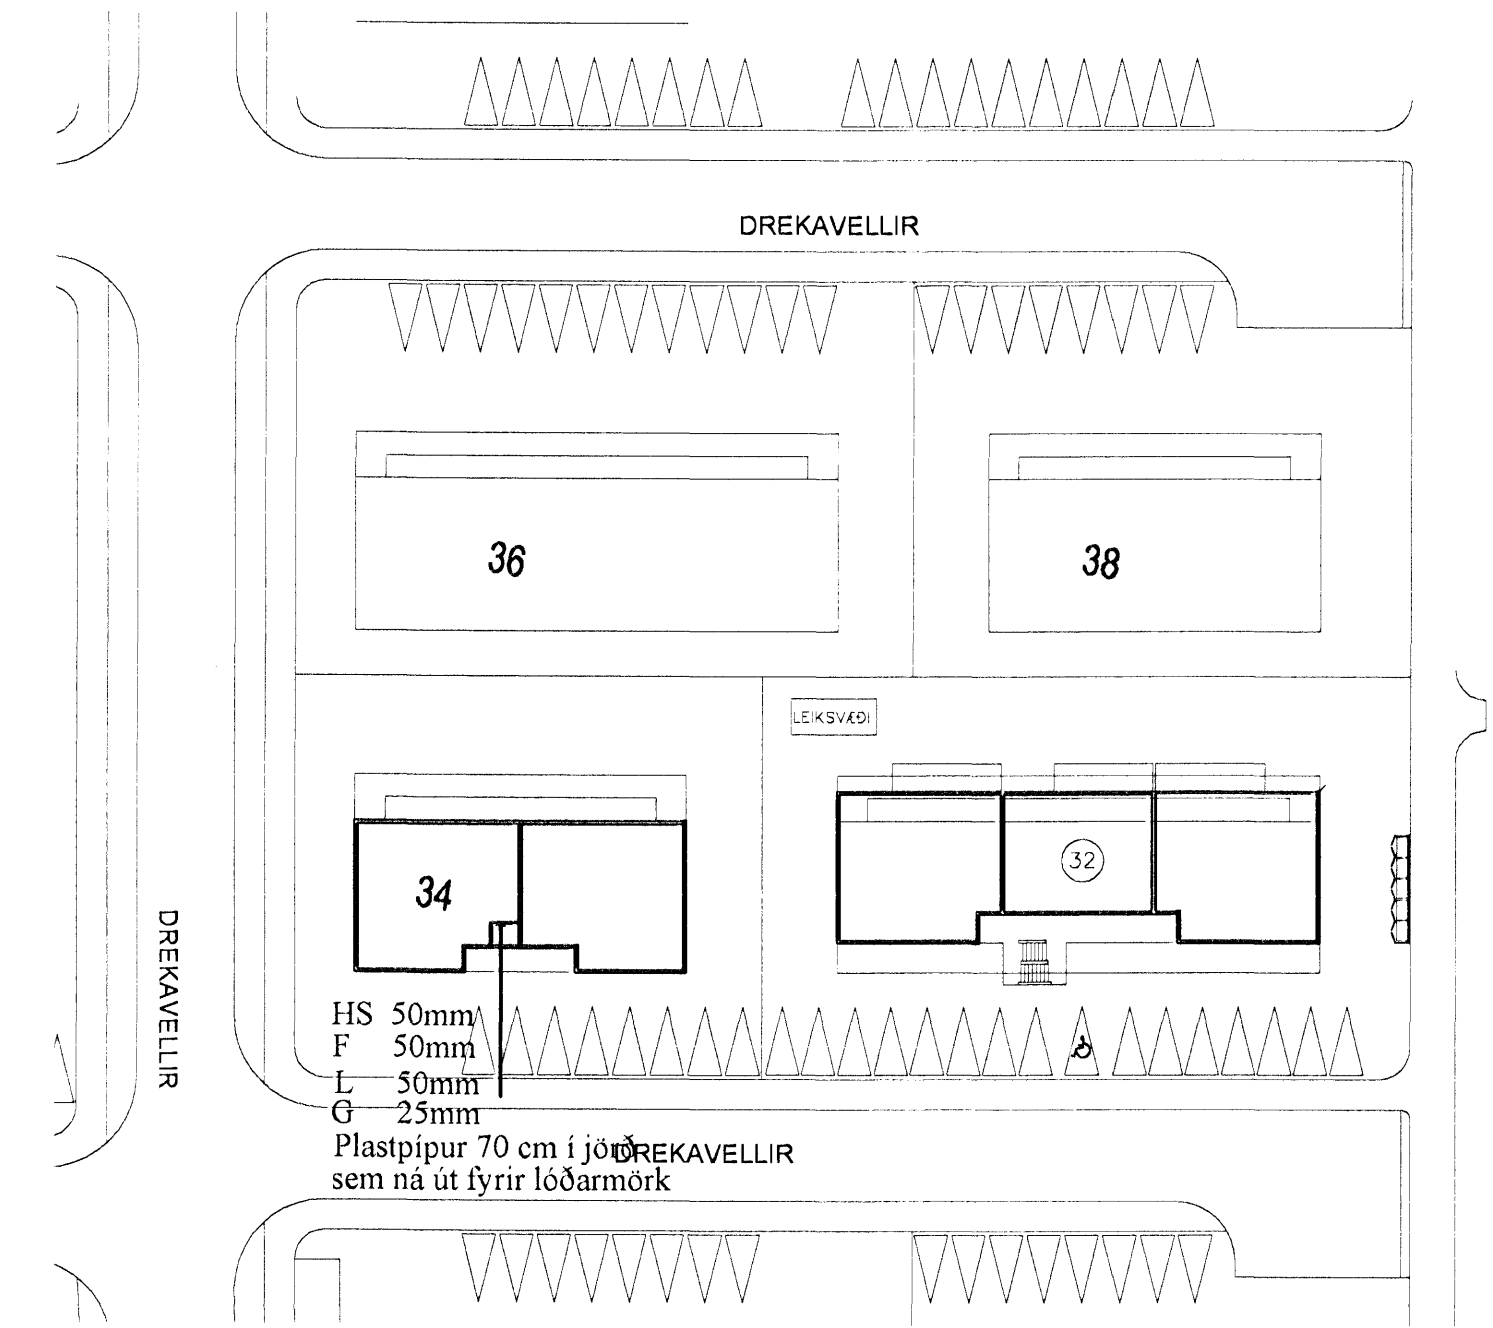 DREKAVELLIR
36
38
LEIKSVÆÐI
32
34
DREKAVELLIR
HS 50mm
F 50mm
L 50mm
G 25mm
Plastpípur 70 cm í jörð
DREKAVELLIR
sem ná út fyrir lóðarmörk